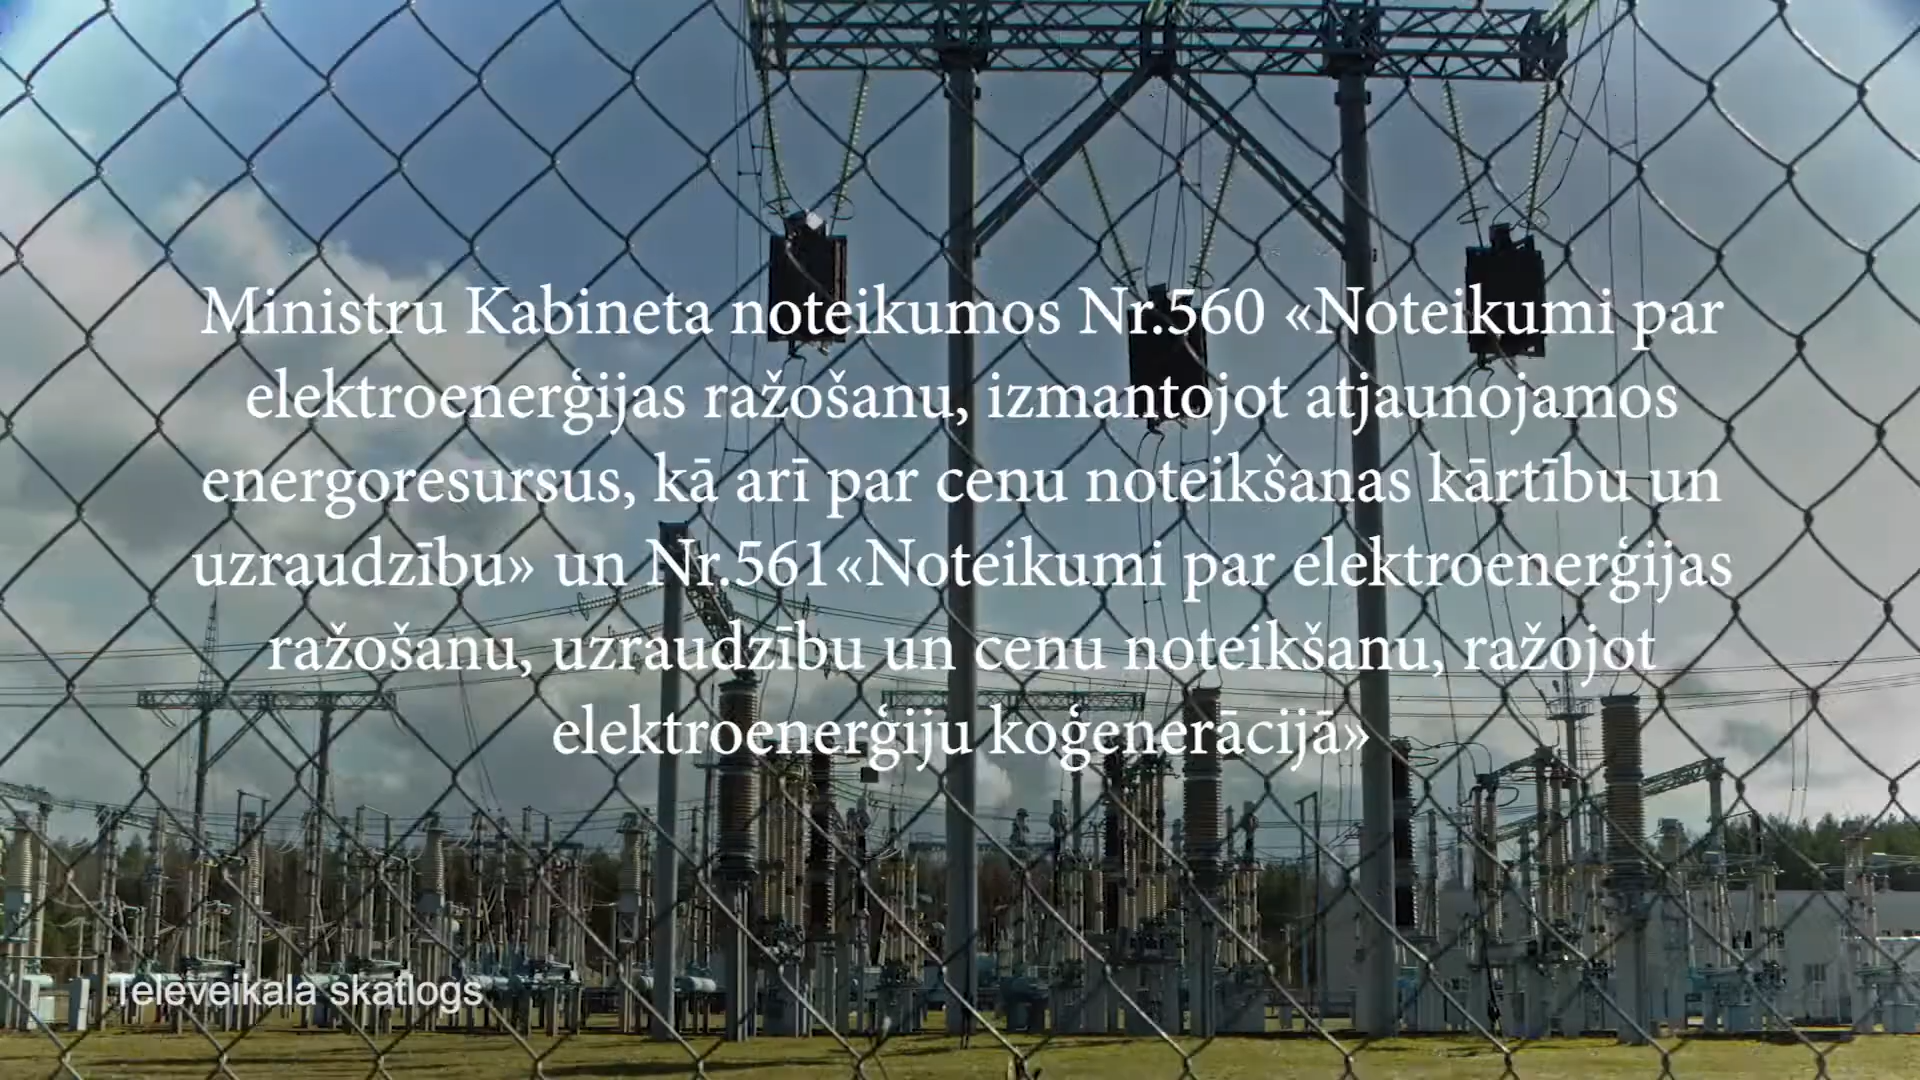 Ministru Kabineta noteikumos Nr.560 «Noteikumi par
elektroenerģijas ražošanu, izmantojot atjaunojamos
energoresursus, kā arī par cenu noteikšanas kārtību un
uzraudzību» un Nr.561«Noteikumi par elektroenerģijas
ražošanu, uzraudzību un cenu noteikšanu, ražojot
elektroenerģiju koģenerācijā»
Televeikala skatlogs